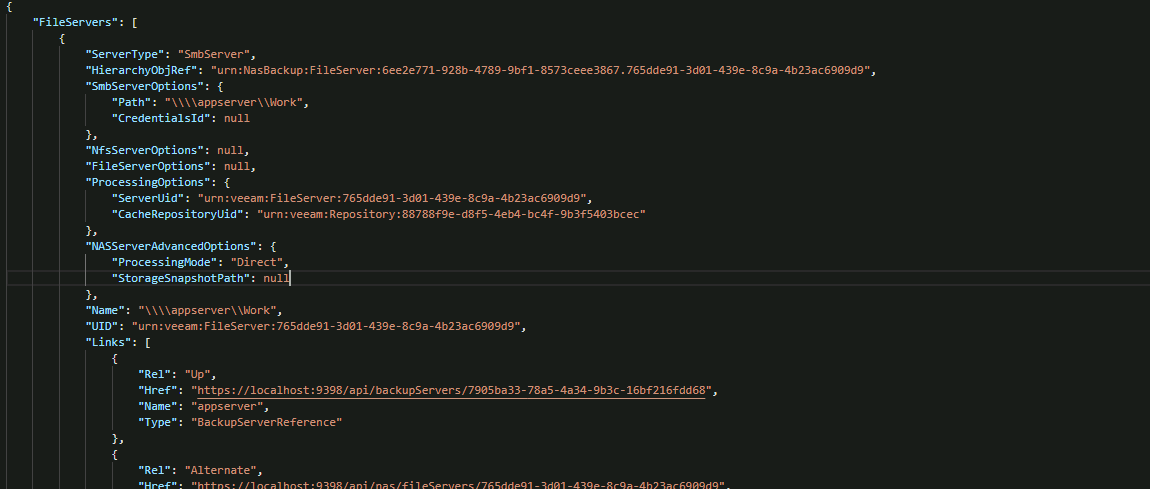 {
"FileServers": [
{
"ServerType": "SmbServer",
"HierarchyObjRef": "urn:NasBackup:FileServer:6ee2e771-928b-4789-9bf1-8573ceee3867.765dde91-3d01-439e-8c9a-4b23ac6909d9",
"SmbServerOptions": {
"Path": "\\\\appserver\\Work",
"CredentialsId": null
},
"NfsServerOptions": null,
"FileServerOptions": null,
"ProcessingOptions": {
"ServerUid": "urn:veeam:FileServer:765dde91-3d01-439e-8c9a-4b23ac6909d9",
"CacheRepositoryUid": "urn:veeam:Repository:88788f9e-d8f5-4eb4-bc4f-9b3f5403bcec"
},
"NASServerAdvancedOptions": {
"ProcessingMode": "Direct",
"StorageSnapshotPath": null
},
"Name": "\\\\appserver\\Work",
"UID": "urn:veeam:FileServer:765dde91-3d01-439e-8c9a-4b23ac6909d9",
"Links": [
{
"Rel": "Up",
"Href": "https://localhost:9398/api/backupServers/7905ba33-78a5-4a34-9b3c-16bf216fdd68",
"Name": "appserver",
"Type": "BackupServerReference"
},
{
"Rel": "Alternate",
"Href": "https://localhost:9398/api/nas/fileServers/765dde91-3d01-439e-8c9a-4b23ac6909d9",